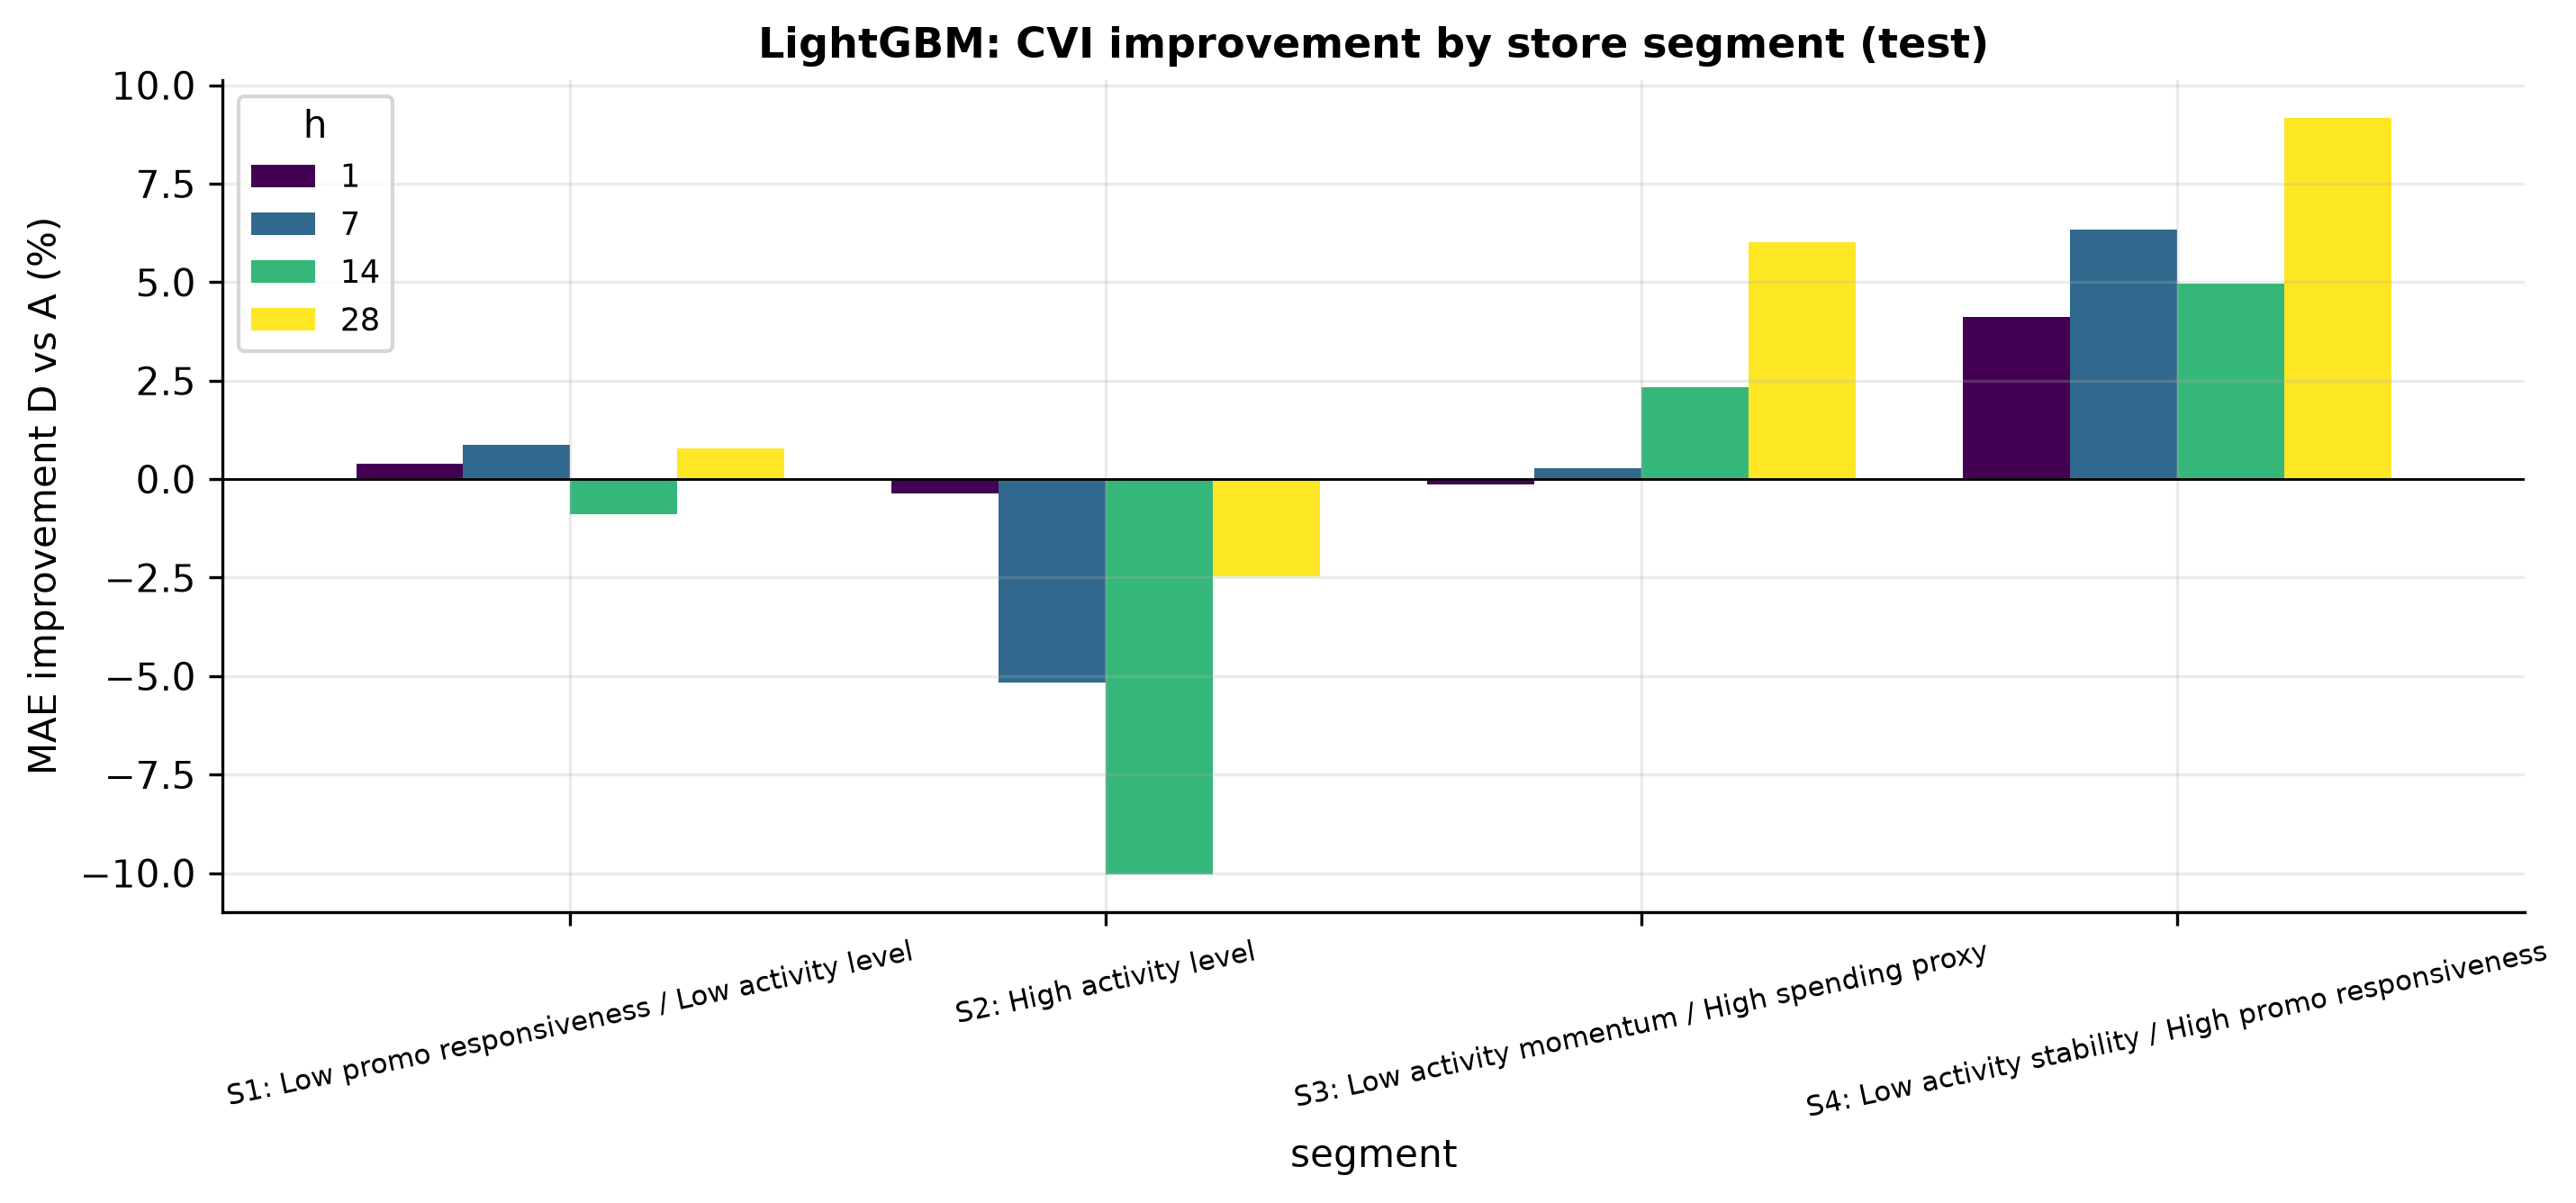 LightGBM: CVI improvement by store segment (test)
MAE improvement D vs A (%)
10.0
7.5
5.0
2.5
0.0
−2.5
−5.0
−7.5
−10.0
h
1
7
14
28
S1: Low promo responsiveness / Low activity level
S2: High activity level
S3: Low activity momentum / High spending proxy
S4: Low activity stability / High promo responsiveness
segment